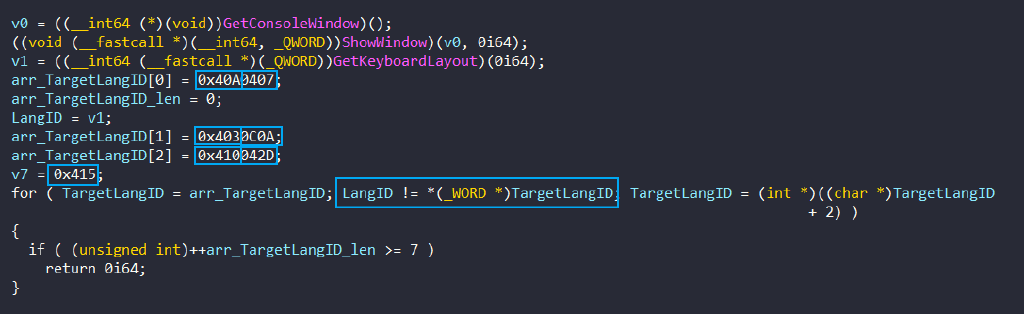 v0 = ((__int64 (*)(void))GetConsoleWindow)();
((void (__fastcall *)(__int64, _QWORD))ShowWindow)(v0, 0i64);
v1 = ((__int64 (__fastcall *)(_QWORD))GetKeyboardLayout)(0i64);
arr_TargetLangID[0] = 0x40A0407;
arr_TargetLangID_len = 0;
LangID = v1;
arr_TargetLangID[1] = 0x4030C0A;
arr_TargetLangID[2] = 0x410042D;
v7 = 0x415;
for ( TargetLangID = arr_TargetLangID; LangID != *(_WORD *)TargetLangID; TargetLangID = (int *)((char *)TargetLangID
+ 2) )
{
if ( (unsigned int)++arr_TargetLangID_len >= 7 )
return 0i64;
}